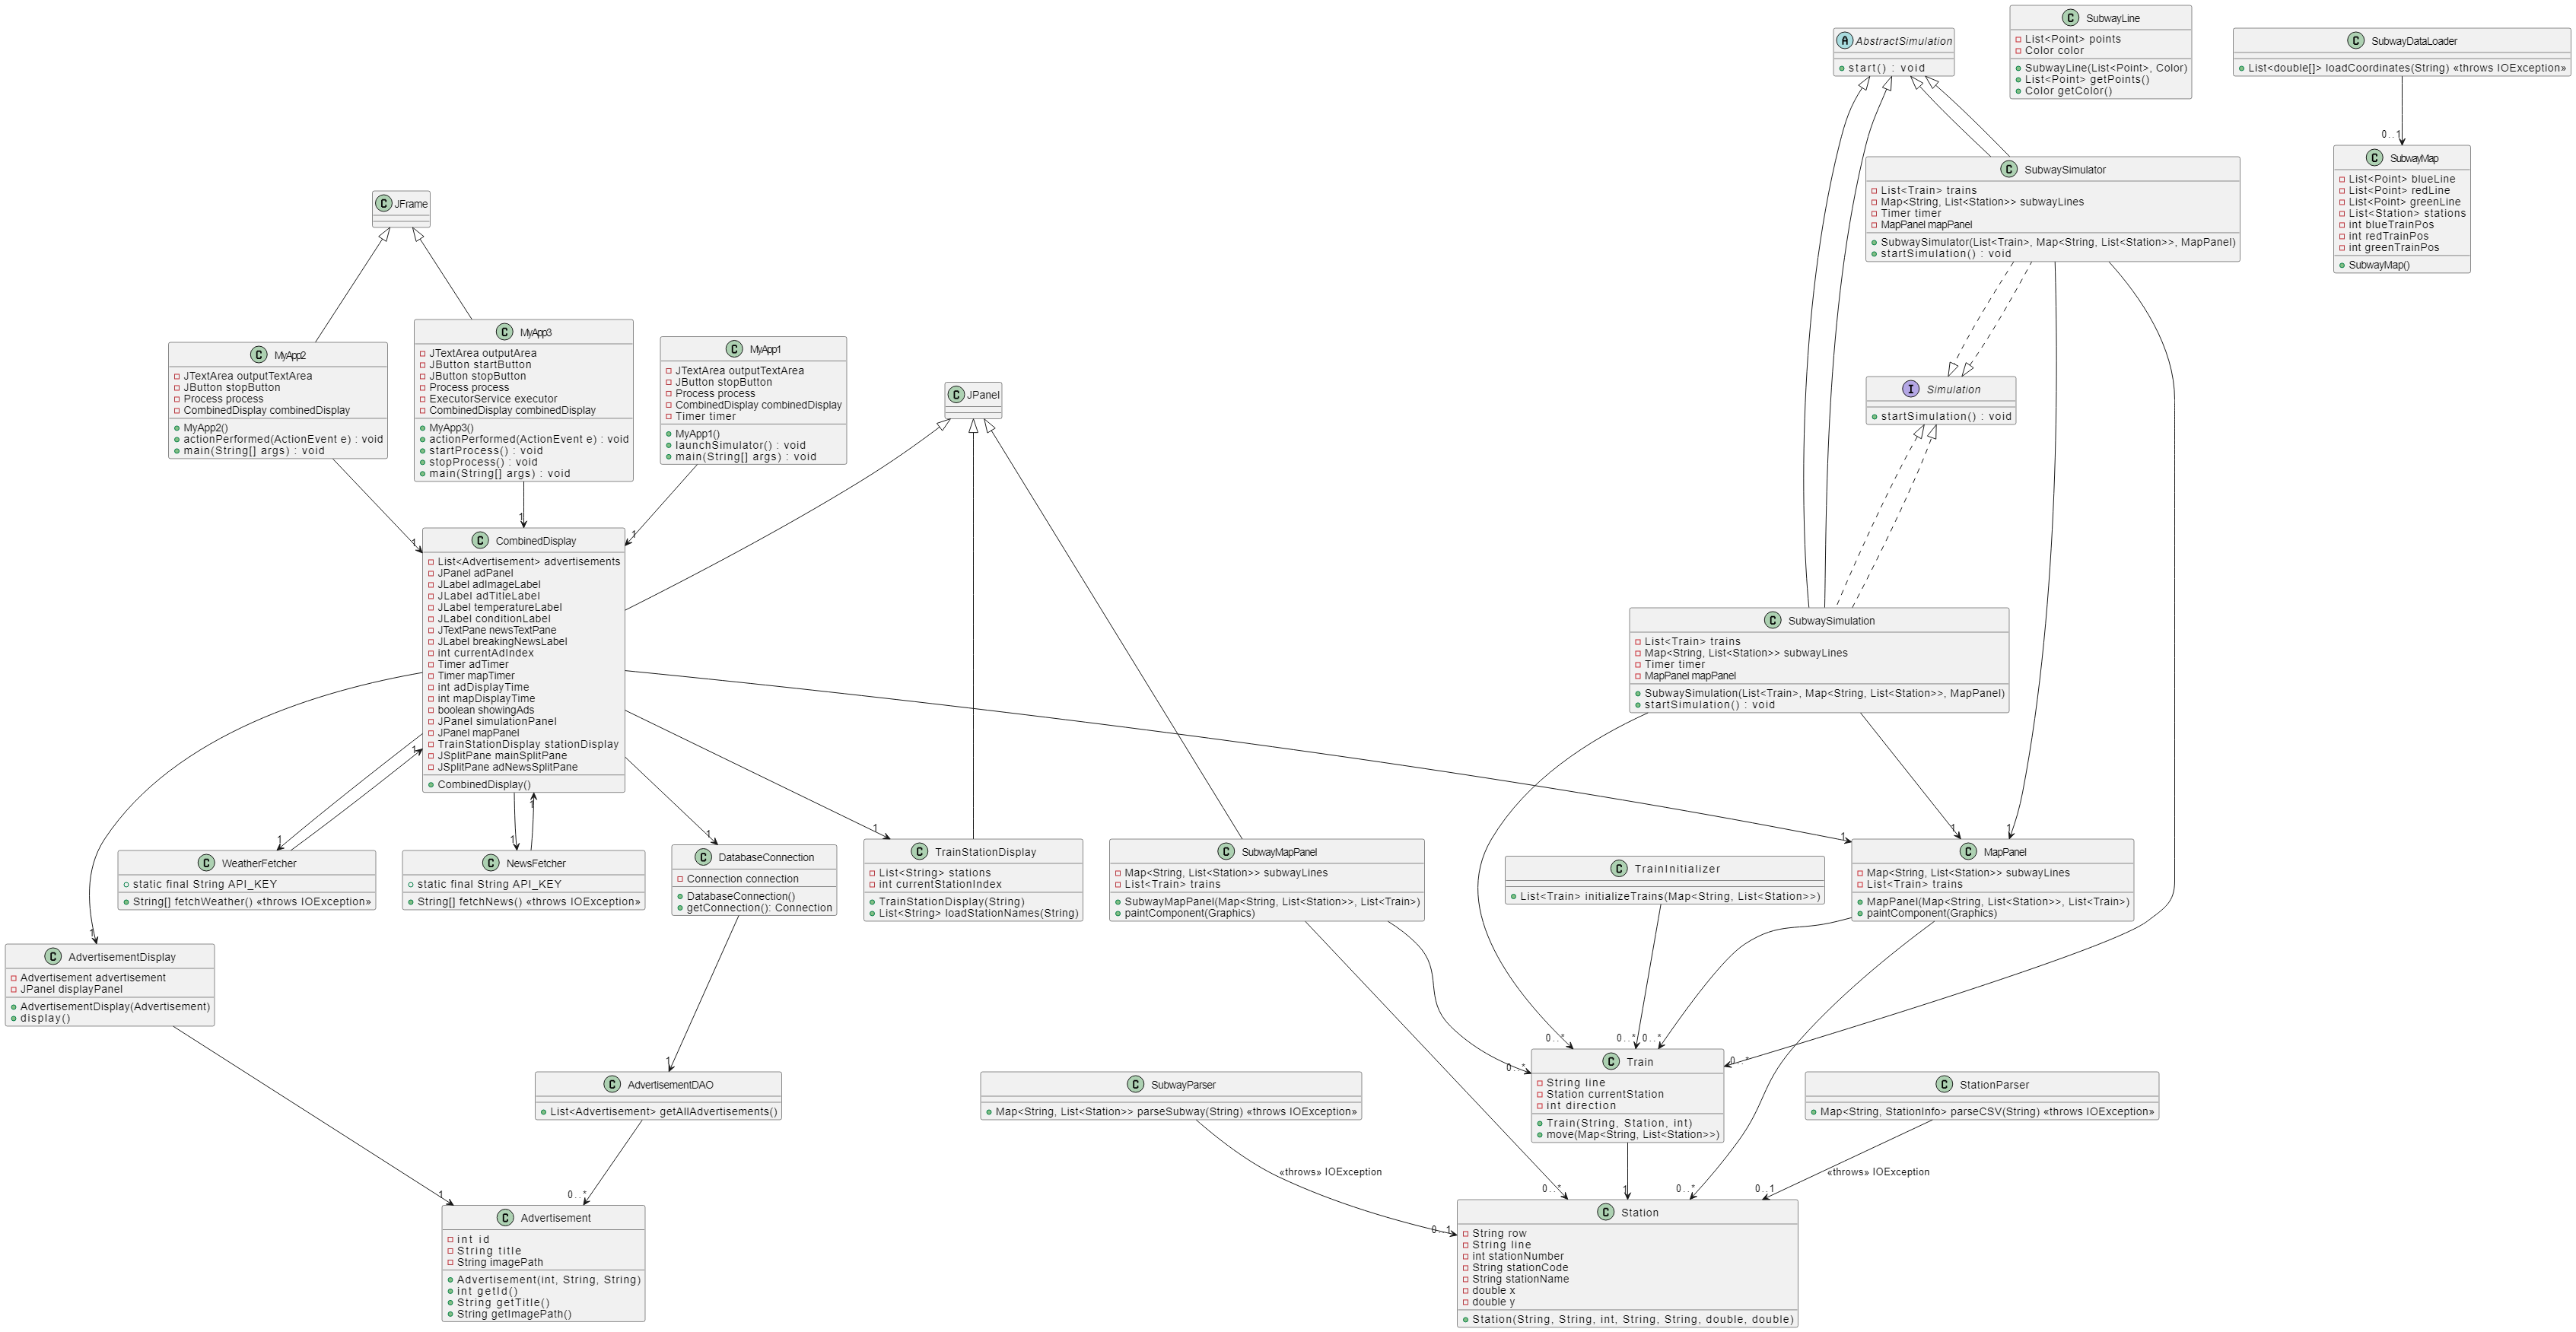 SubwayLine
List<Point> points
Color color
SubwayLine(List<Point>, Color)
List<Point> getPoints()
Color getColor()
AbstractSimulation
start() : void
SubwayDataLoader
List<double[]> loadCoordinates(String) «throws IOException»
0..1
SubwayMap
List<Point> blueLine
List<Point> redLine
List<Point> greenLine
List<Station> stations
int blueTrainPos
int redTrainPos
int greenTrainPos
SubwayMap()
SubwaySimulator
List<Train> trains
Map<String, List<Station>> subwayLines
Timer timer
MapPanel mapPanel
SubwaySimulator(List<Train>, Map<String, List<Station>>, MapPanel)
startSimulation() : void
JFrame
MyApp2
JTextArea outputTextArea
JButton stopButton
Process process
CombinedDisplay combinedDisplay
MyApp2()
actionPerformed(ActionEvent e) : void
main(String[] args) : void
MyApp3
JTextArea outputArea
JButton startButton
JButton stopButton
Process process
ExecutorService executor
CombinedDisplay combinedDisplay
MyApp3()
actionPerformed(ActionEvent e) : void
startProcess() : void
stopProcess() : void
main(String[] args) : void
MyApp1
JTextArea outputTextArea
JButton stopButton
Process process
CombinedDisplay combinedDisplay
Timer timer
MyApp1()
launchSimulator() : void
main(String[] args) : void
JPanel
Simulation
startSimulation() : void
1
1
1
CombinedDisplay
List<Advertisement> advertisements
JPanel adPanel
JLabel adImageLabel
JLabel adTitleLabel
JLabel temperatureLabel
JLabel conditionLabel
JTextPane newsTextPane
JLabel breakingNewsLabel
int currentAdIndex
Timer adTimer
Timer mapTimer
int adDisplayTime
int mapDisplayTime
boolean showingAds
JPanel simulationPanel
JPanel mapPanel
TrainStationDisplay stationDisplay
JSplitPane mainSplitPane
JSplitPane adNewsSplitPane
CombinedDisplay()
SubwaySimulation
List<Train> trains
Map<String, List<Station>> subwayLines
Timer timer
MapPanel mapPanel
SubwaySimulation(List<Train>, Map<String, List<Station>>, MapPanel)
startSimulation() : void
1
1
1
1
1
1
1
1
1
WeatherFetcher
static final String API_KEY
String[] fetchWeather() «throws IOException»
NewsFetcher
static final String API_KEY
String[] fetchNews() «throws IOException»
DatabaseConnection
Connection connection
DatabaseConnection()
getConnection(): Connection
TrainStationDisplay
List<String> stations
int currentStationIndex
TrainStationDisplay(String)
List<String> loadStationNames(String)
SubwayMapPanel
Map<String, List<Station>> subwayLines
List<Train> trains
SubwayMapPanel(Map<String, List<Station>>, List<Train>)
paintComponent(Graphics)
TrainInitializer
List<Train> initializeTrains(Map<String, List<Station>>)
MapPanel
Map<String, List<Station>> subwayLines
List<Train> trains
MapPanel(Map<String, List<Station>>, List<Train>)
paintComponent(Graphics)
1
AdvertisementDisplay
Advertisement advertisement
JPanel displayPanel
AdvertisementDisplay(Advertisement)
display()
1
AdvertisementDAO
List<Advertisement> getAllAdvertisements()
SubwayParser
Map<String, List<Station>> parseSubway(String) «throws IOException»
0..*
0..*
0..*
0..*
0..*
Train
String line
Station currentStation
int direction
Train(String, Station, int)
move(Map<String, List<Station>>)
StationParser
Map<String, StationInfo> parseCSV(String) «throws IOException»
«throws» IOException
«throws» IOException
1
0..*
0..*
1
0..*
0..1
0..1
Advertisement
int id
String title
String imagePath
Advertisement(int, String, String)
int getId()
String getTitle()
String getImagePath()
Station
String row
String line
int stationNumber
String stationCode
String stationName
double x
double y
Station(String, String, int, String, String, double, double)